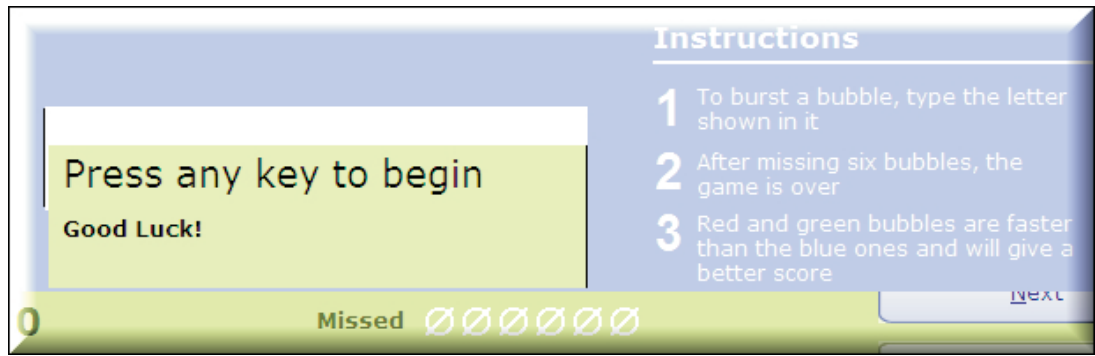 Instructions
1 To burst a bubble, type the letter
shown in it
2 After missing six bubbles, the
game is over
3 Red and green bubbles are faster
than the blue ones and will give a
better score
Press any key to begin
Good Luck!
0
Missed ØØØØØØ
Next